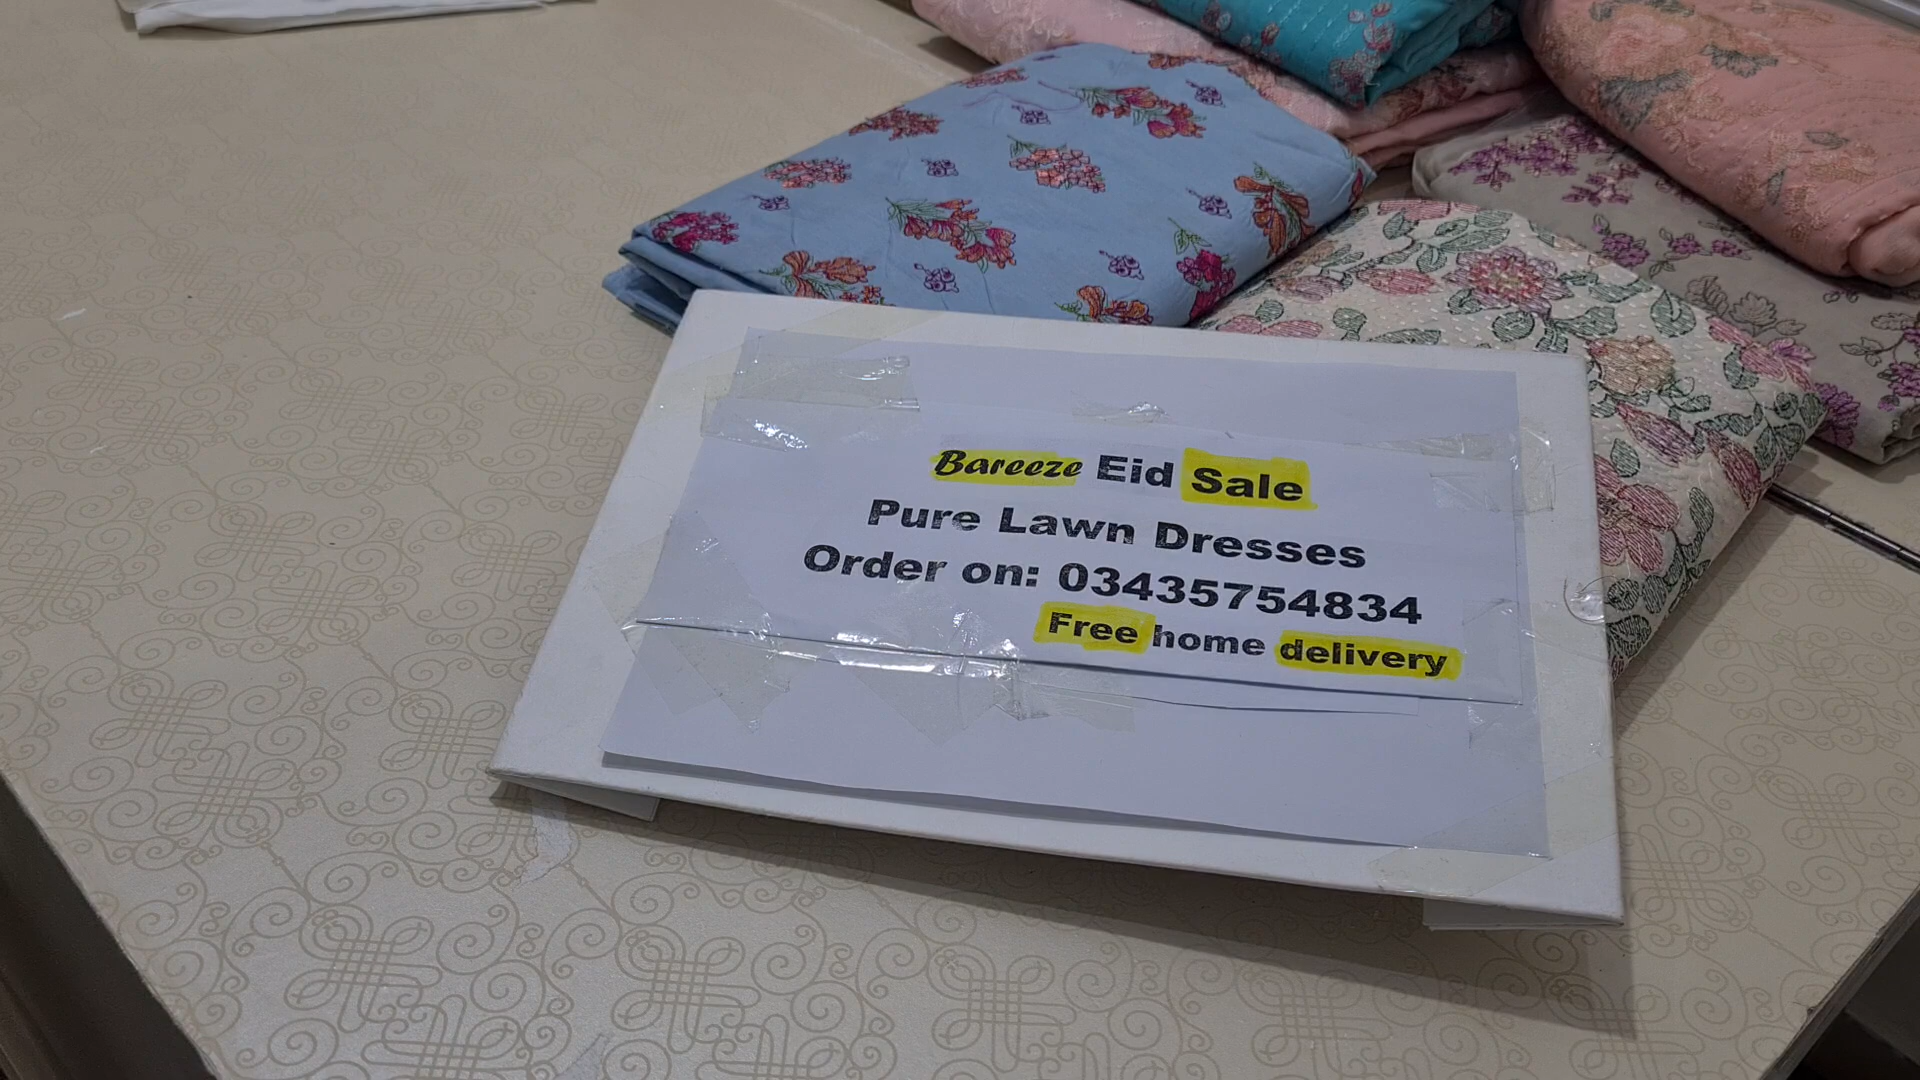 Bareeze Eid Sale
Pure Lawn Dresses
Order on: 03435754834
Free home delivery